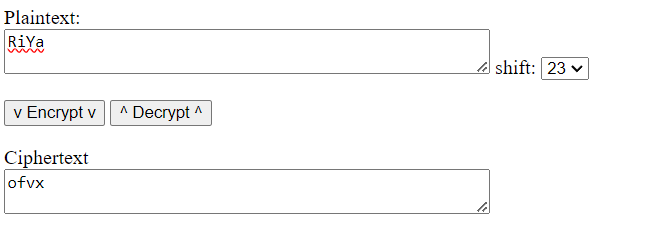 Plaintext:
RiYa
shift: 23
v Encrypt v ^ Decrypt ^
Ciphertext
ofvx